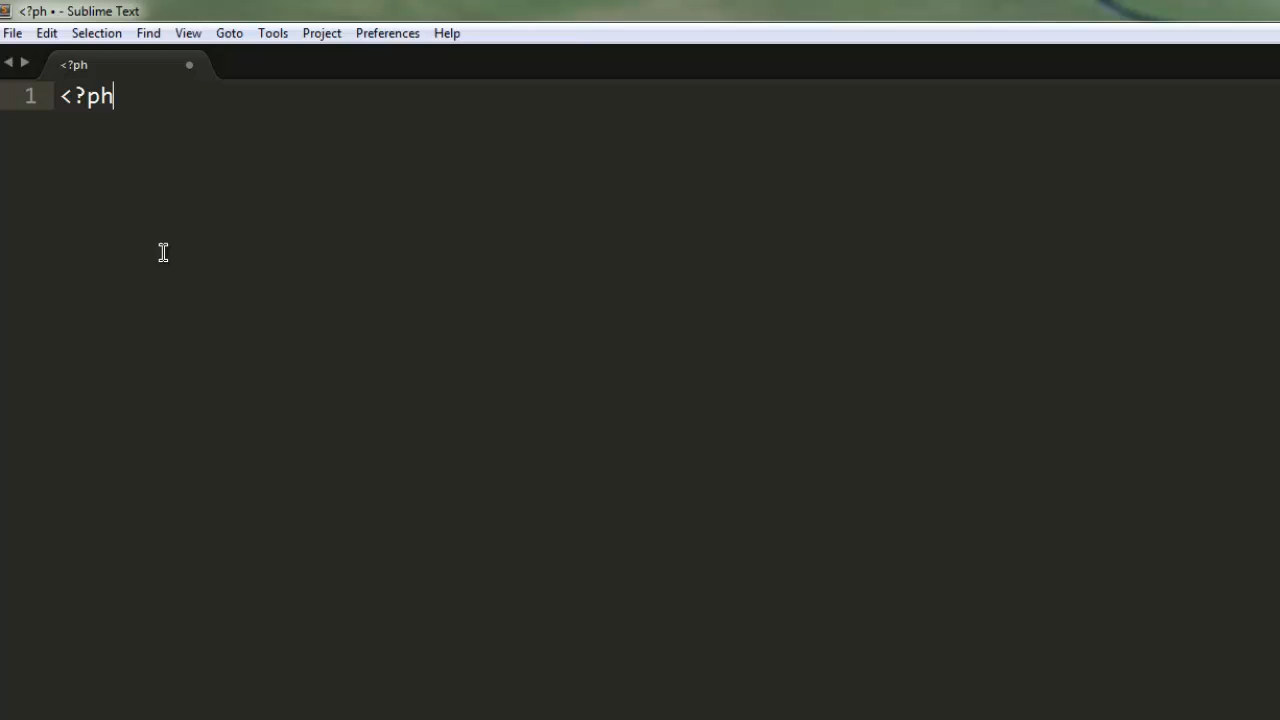 <?ph • - Sublime Text
File Edit Selection Find View Goto Tools Project Preferences Help
<?ph
1 <?ph